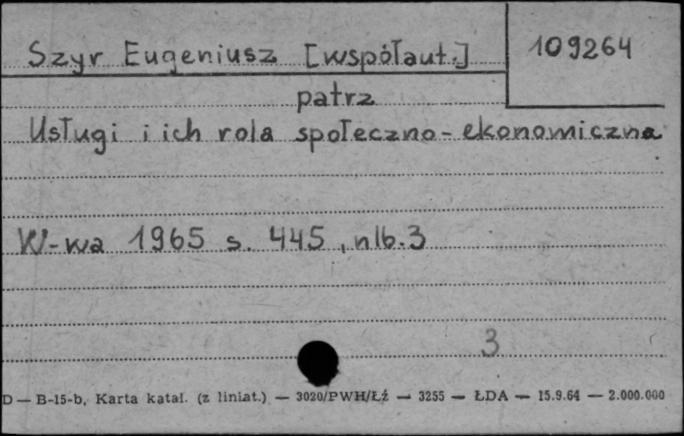 Szyr Eugeniusz [współaut.] 109264
patrz
Usługi i ich rola społeczno-ekonomiczna
W-wa 1965 s. 445, nlb. 3
3
D — B-15-b, Karta katal. (z liniat.) — 3020/PWH/Łź — 3255 — ŁDA — 15.9.64 — 2.000.000